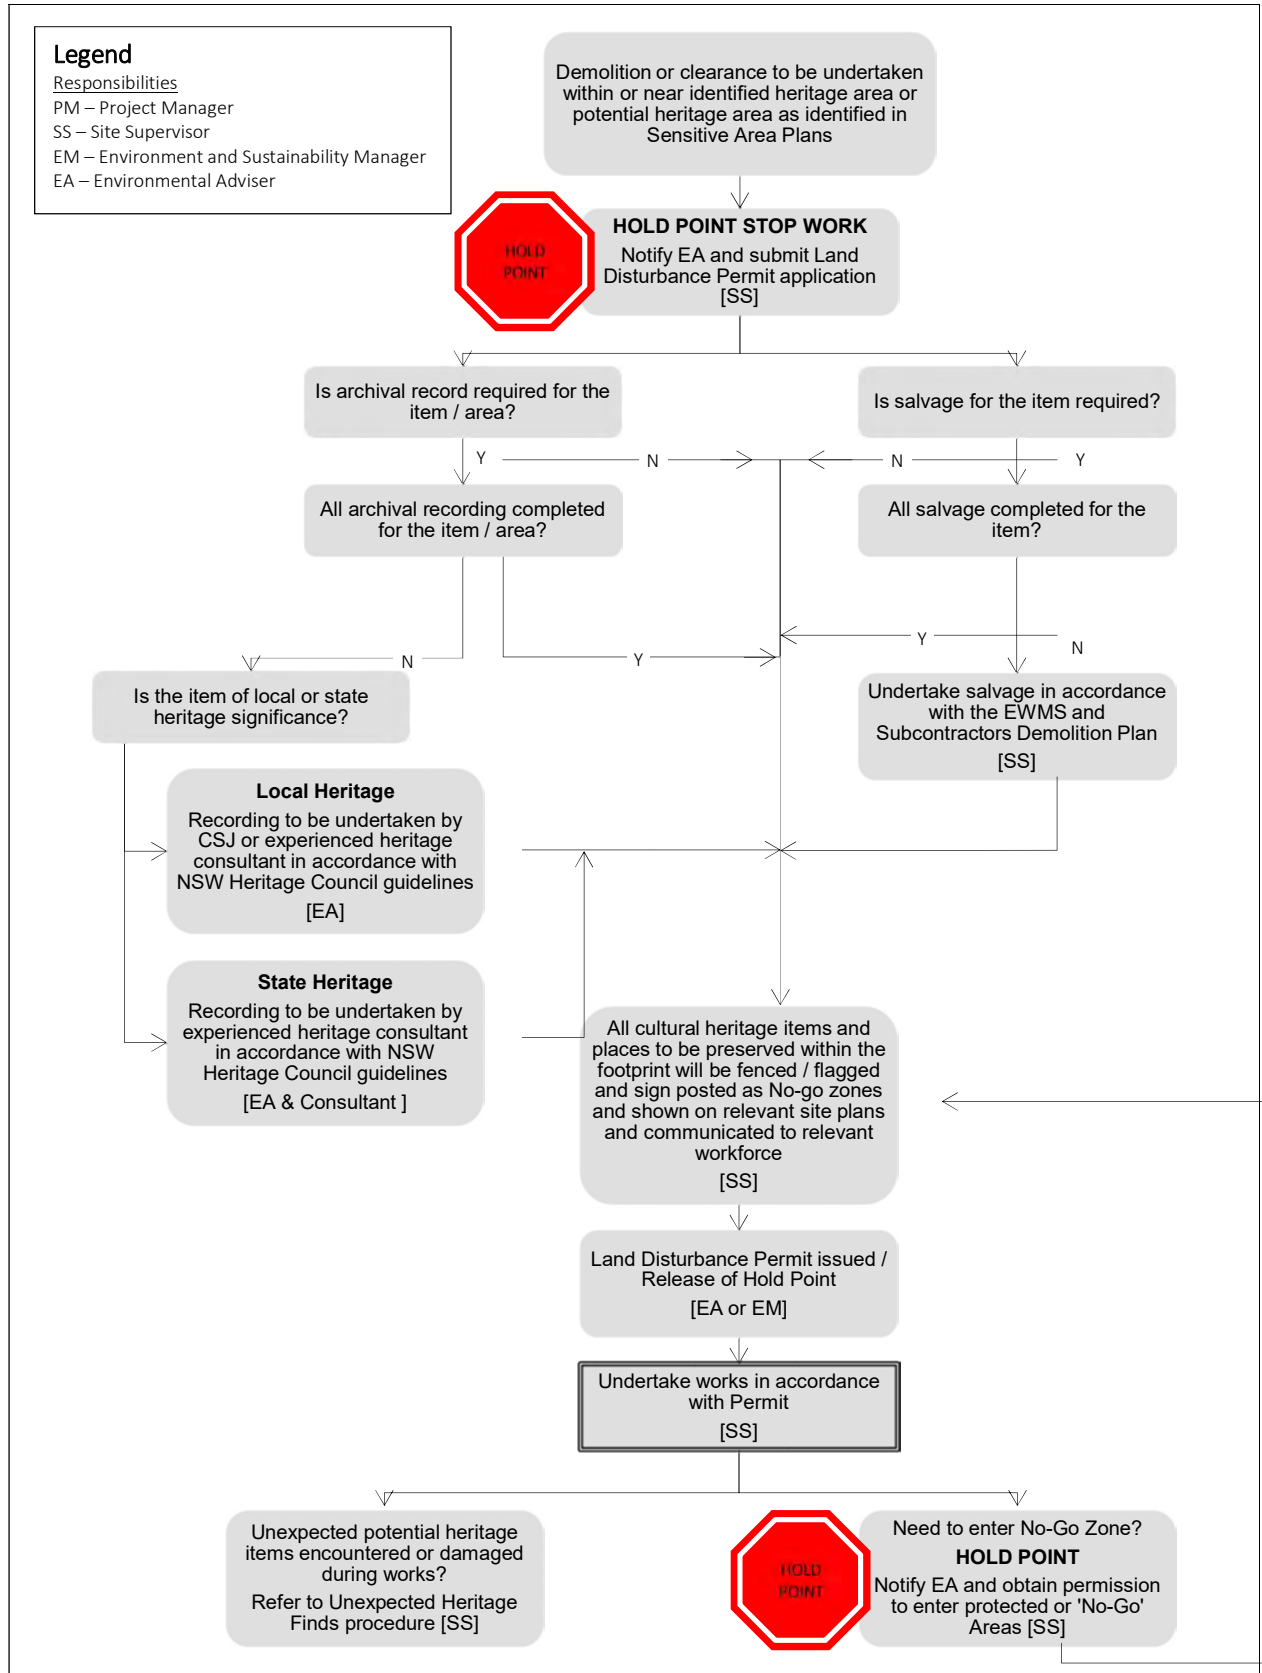 Legend
Responsibilities
PM – Project Manager
SS – Site Supervisor
EM – Environment and Sustainability Manager
EA – Environmental Adviser
Demolition or clearance to be undertaken
within or near identified heritage area or
potential heritage area as identified in
Sensitive Area Plans
HOLD
POINT
HOLD POINT STOP WORK
Notify EA and submit Land
Disturbance Permit application
[SS]
Is archival record required for the
item / area?
Is salvage for the item required?
Y
N
N
Y
All archival recording completed
for the item / area?
All salvage completed for the
item?
N
Y
Y
N
Is the item of local or state
heritage significance?
Undertake salvage in accordance
with the EWMS and
Subcontractors Demolition Plan
[SS]
Local Heritage
Recording to be undertaken by
CSJ or experienced heritage
consultant in accordance with
NSW Heritage Council guidelines
[EA]
State Heritage
Recording to be undertaken by
experienced heritage consultant
in accordance with NSW
Heritage Council guidelines
[EA & Consultant ]
All cultural heritage items and
places to be preserved within the
footprint will be fenced / flagged
and sign posted as No-go zones
and shown on relevant site plans
and communicated to relevant
workforce
[SS]
Land Disturbance Permit issued /
Release of Hold Point
[EA or EM]
Undertake works in accordance
with Permit
[SS]
Unexpected potential heritage
items encountered or damaged
during works?
Refer to Unexpected Heritage
Finds procedure [SS]
HOLD
POINT
Need to enter No-Go Zone?
HOLD POINT
Notify EA and obtain permission
to enter protected or 'No-Go'
Areas [SS]